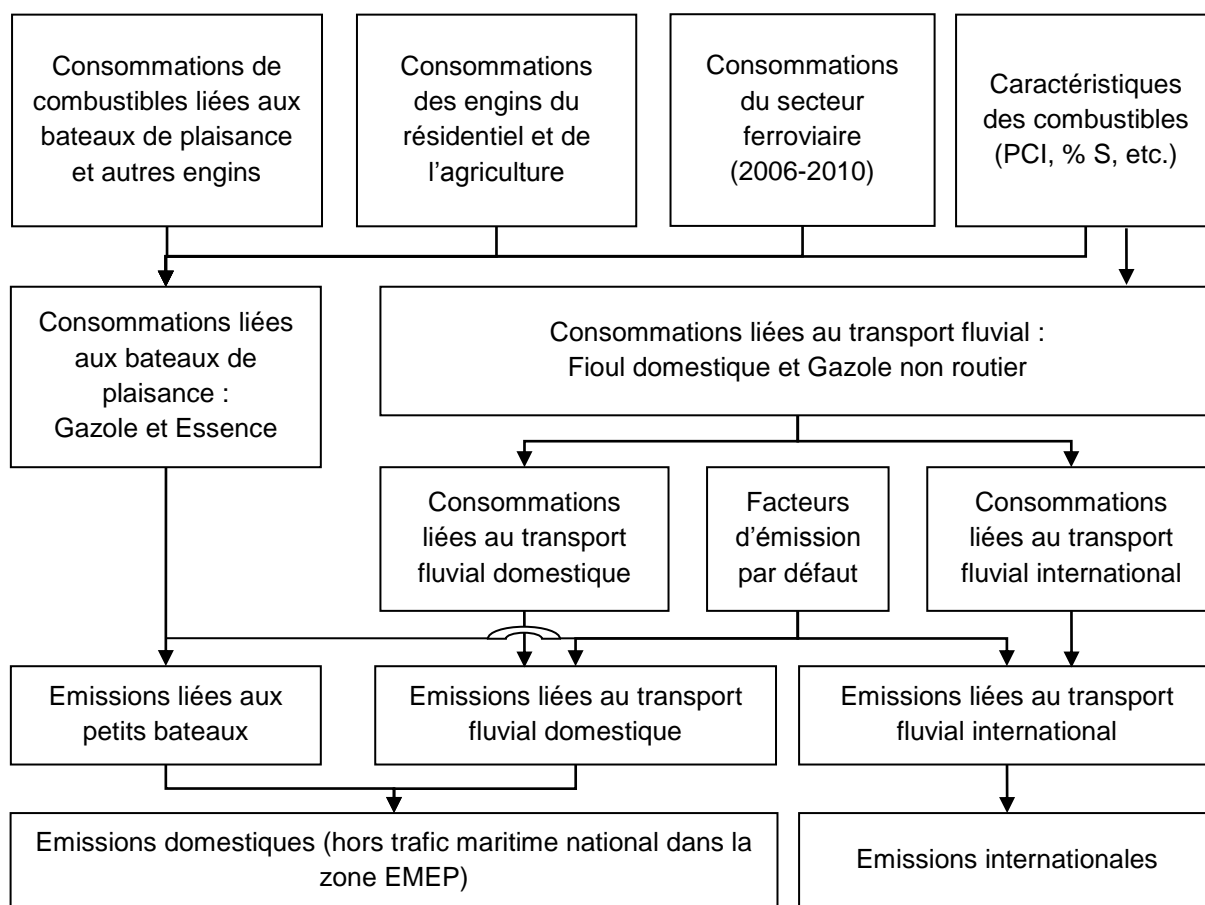 Consommations de
combustibles liées aux
bateaux de plaisance
et autres engins
Consommations
des engins du
résidentiel et de
l’agriculture
Consommations
du secteur
ferroviaire
(2006-2010)
Caractéristiques
des combustibles
(PCI, % S, etc.)
Consommations liées
aux bateaux de
plaisance :
Gazole et Essence
Consommations liées au transport fluvial :
Fioul domestique et Gazole non routier
Consommations
liées au transport
fluvial domestique
Facteurs
d’émission
par défaut
Consommations
liées au transport
fluvial international
Emissions liées aux
petits bateaux
Emissions liées au transport
fluvial domestique
Emissions liées au transport
fluvial international
Emissions domestiques (hors trafic maritime national dans la
zone EMEP)
Emissions internationales